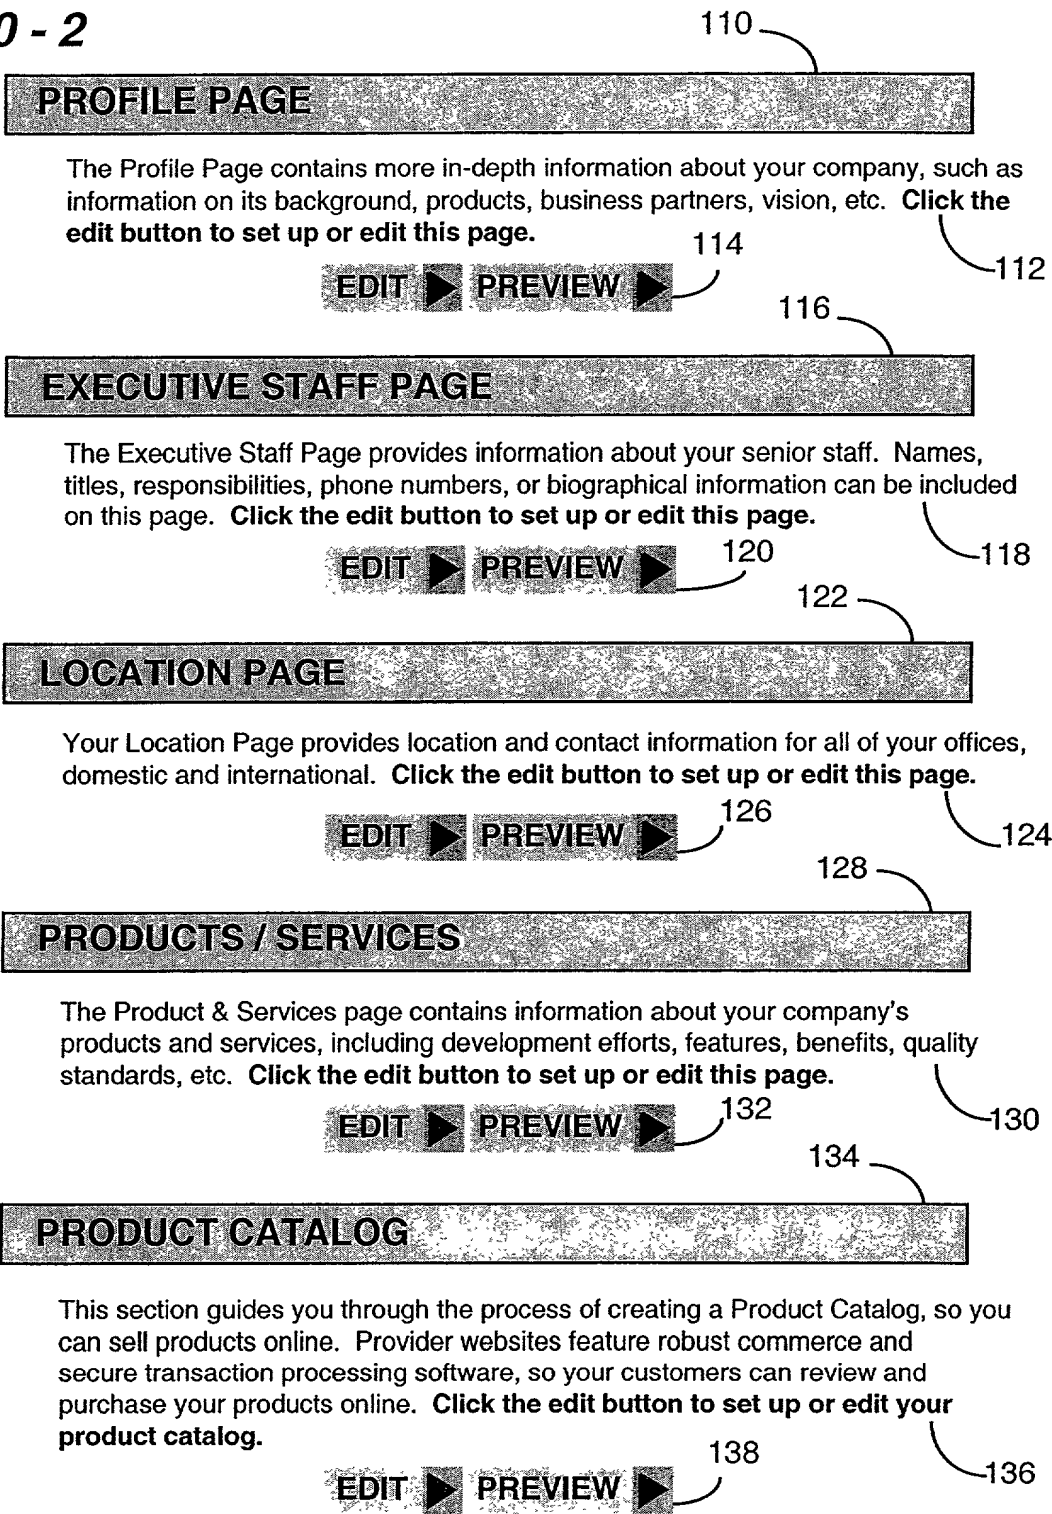 0 - 2
110
PROFILE PAGE
The Profile Page contains more in-depth information about your company, such as
information on its background, products, business partners, vision, etc. Click the
edit button to set up or edit this page.
114
112
EDIT PREVIEW
116
EXECUTIVE STAFF PAGE
The Executive Staff Page provides information about your senior staff. Names,
titles, responsibilities, phone numbers, or biographical information can be included
on this page. Click the edit button to set up or edit this page.
120
118
EDIT PREVIEW
122
LOCATION PAGE
Your Location Page provides location and contact information for all of your offices,
domestic and international. Click the edit button to set up or edit this page.
126
124
EDIT PREVIEW
128
PRODUCTS / SERVICES
The Product & Services page contains information about your company's
products and services, including development efforts, features, benefits, quality
standards, etc. Click the edit button to set up or edit this page.
132
130
EDIT PREVIEW
134
PRODUCT CATALOG
This section guides you through the process of creating a Product Catalog, so you
can sell products online. Provider websites feature robust commerce and
secure transaction processing software, so your customers can review and
purchase your products online. Click the edit button to set up or edit your
product catalog.
138
136
EDIT PREVIEW